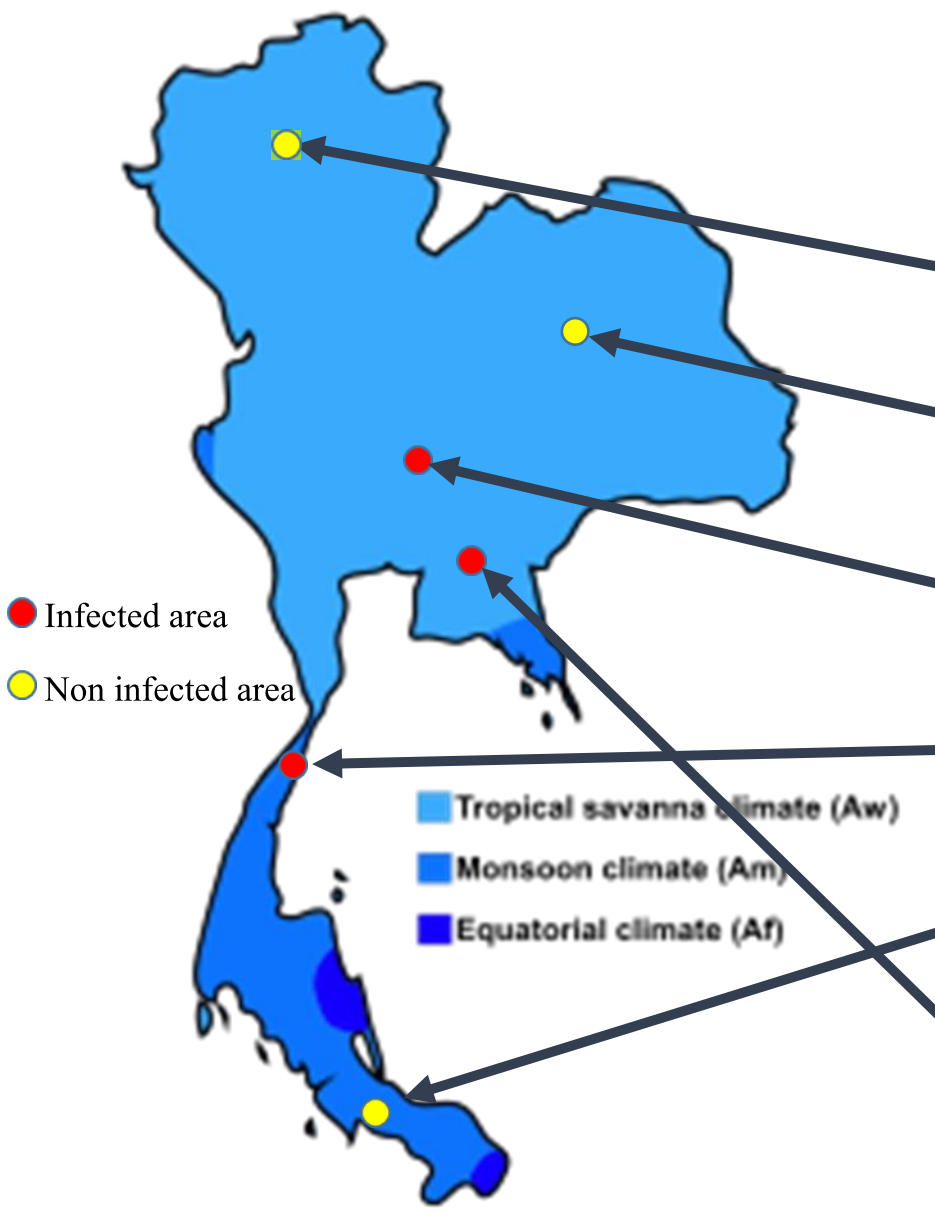 Infected area
Non infected area
Tropical savanna climate (Aw)
Monsoon climate (Am)
Equatorial climate (Af)